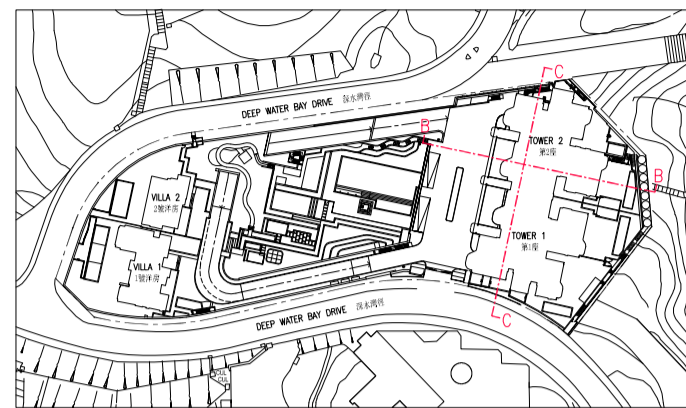 C
DEEP WATER BAY DRIVE 深水灣徑
B
TOWER 2
第2座
B
VILLA 2
2號洋房
TOWER 1
第1座
VILLA 1
1號洋房
C
DEEP WATER BAY DRIVE 深水灣徑
CUL
CUL